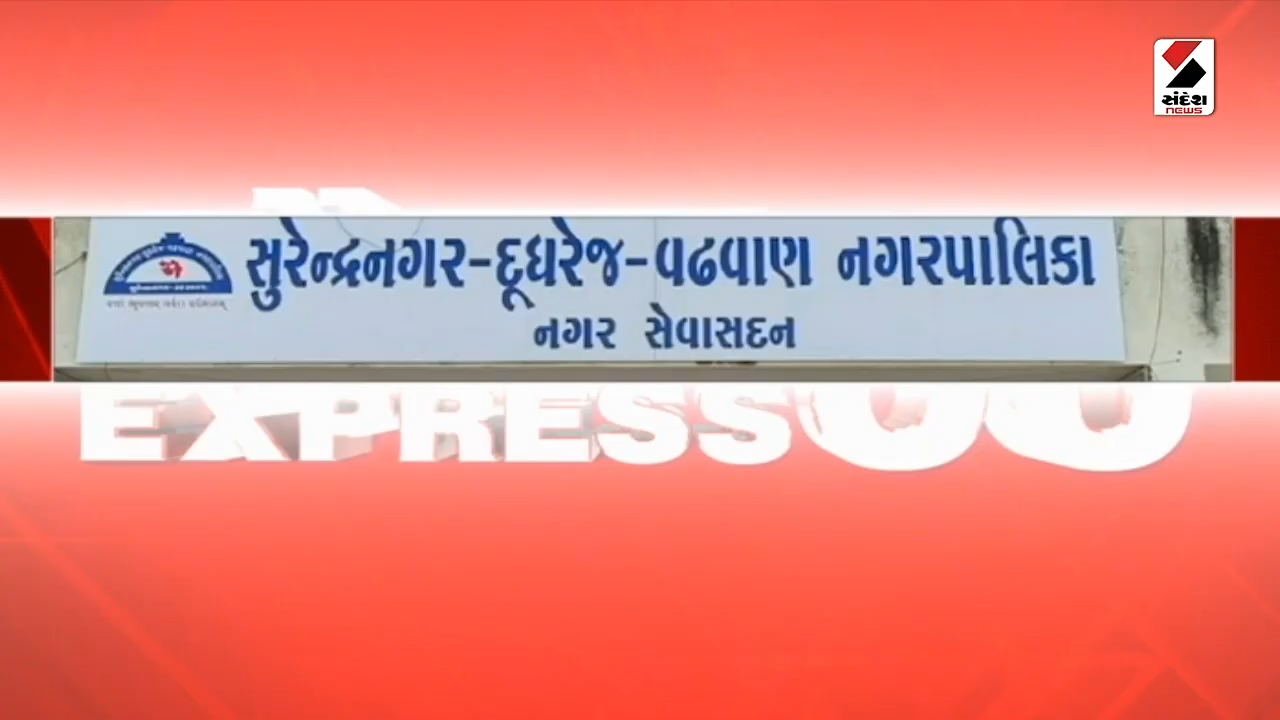 સંદેશ
NEWS
સુરેન્દ્રનગર-દૂધરેજ-વઢવાણ નગરપાલિકા
નગર સેવાસદન
EXPRESS